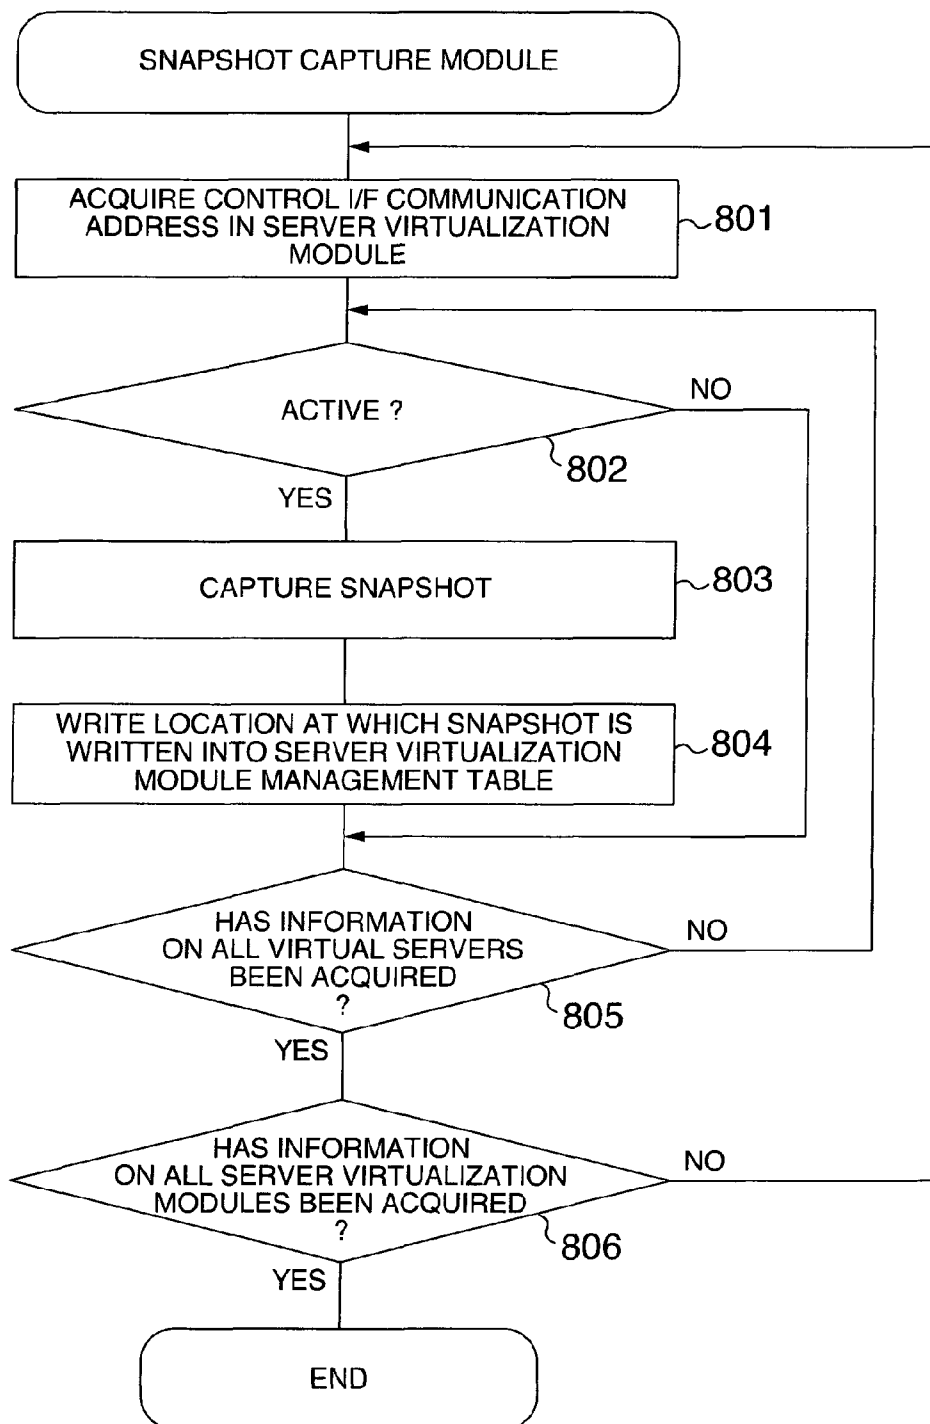 SNAPSHOT CAPTURE MODULE
ACQUIRE CONTROL I/F COMMUNICATION
ADDRESS IN SERVER VIRTUALIZATION
MODULE
801
ACTIVE ?
NO
802
YES
CAPTURE SNAPSHOT
803
WRITE LOCATION AT WHICH SNAPSHOT IS
WRITTEN INTO SERVER VIRTUALIZATION
MODULE MANAGEMENT TABLE
804
HAS INFORMATION
ON ALL VIRTUAL SERVERS
BEEN ACQUIRED
?
NO
805
YES
HAS INFORMATION
ON ALL SERVER VIRTUALIZATION
MODULES BEEN ACQUIRED
?
NO
806
YES
END